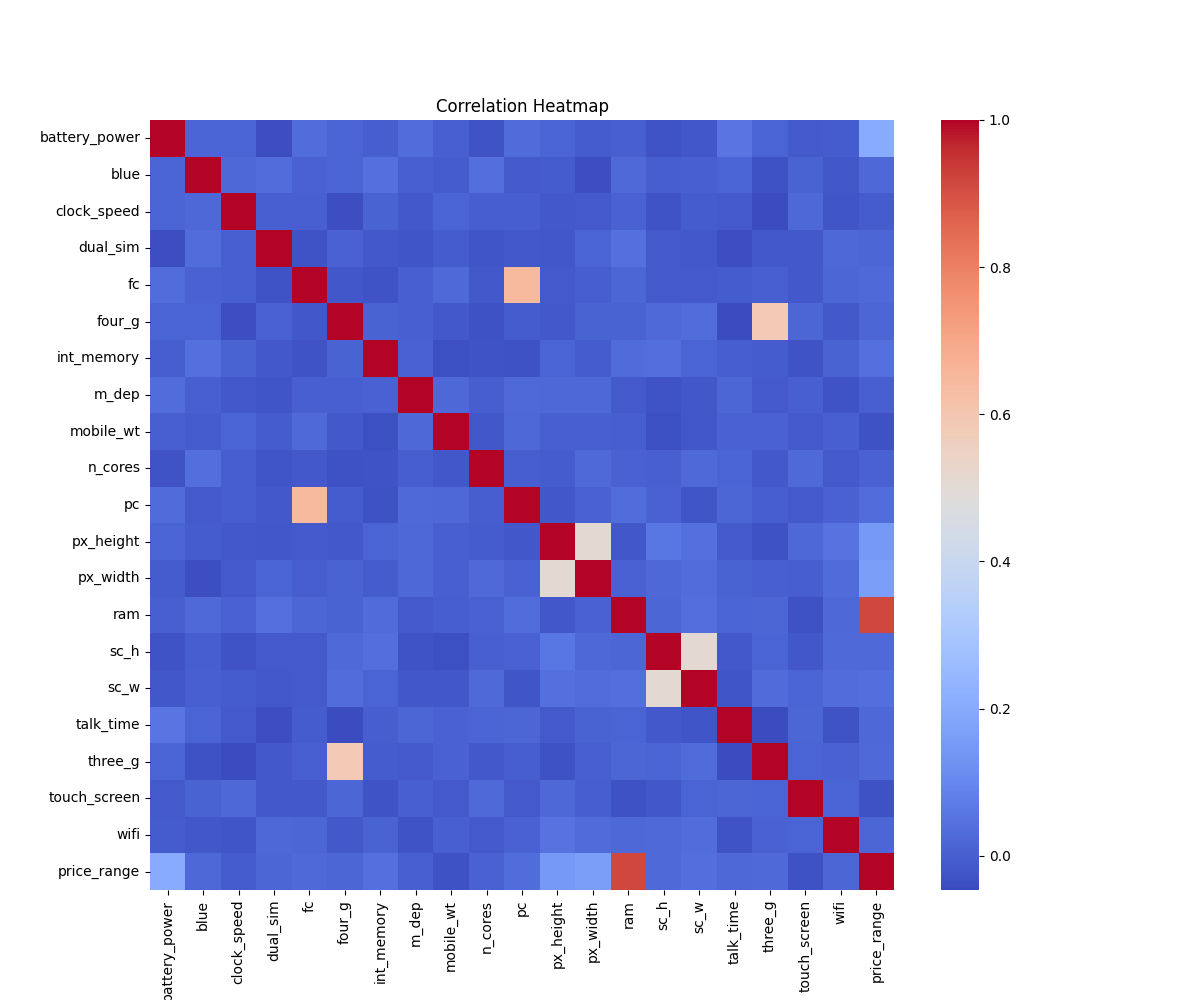 Correlation Heatmap
battery_power
blue
clock_speed
dual_sim
fc
four_g
int_memory
m_dep
mobile_wt
n_cores
pc
px_height
px_width
ram
sc_h
sc_w
talk_time
three_g
touch_screen
wifi
price_range
battery_power
blue
clock_speed
dual_sim
fc
four_g
int_memory
m_dep
mobile_wt
n_cores
pc
px_height
px_width
ram
sc_h
sc_w
talk_time
three_g
touch_screen
wifi
price_range
1.0
0.8
0.6
0.4
0.2
0.0